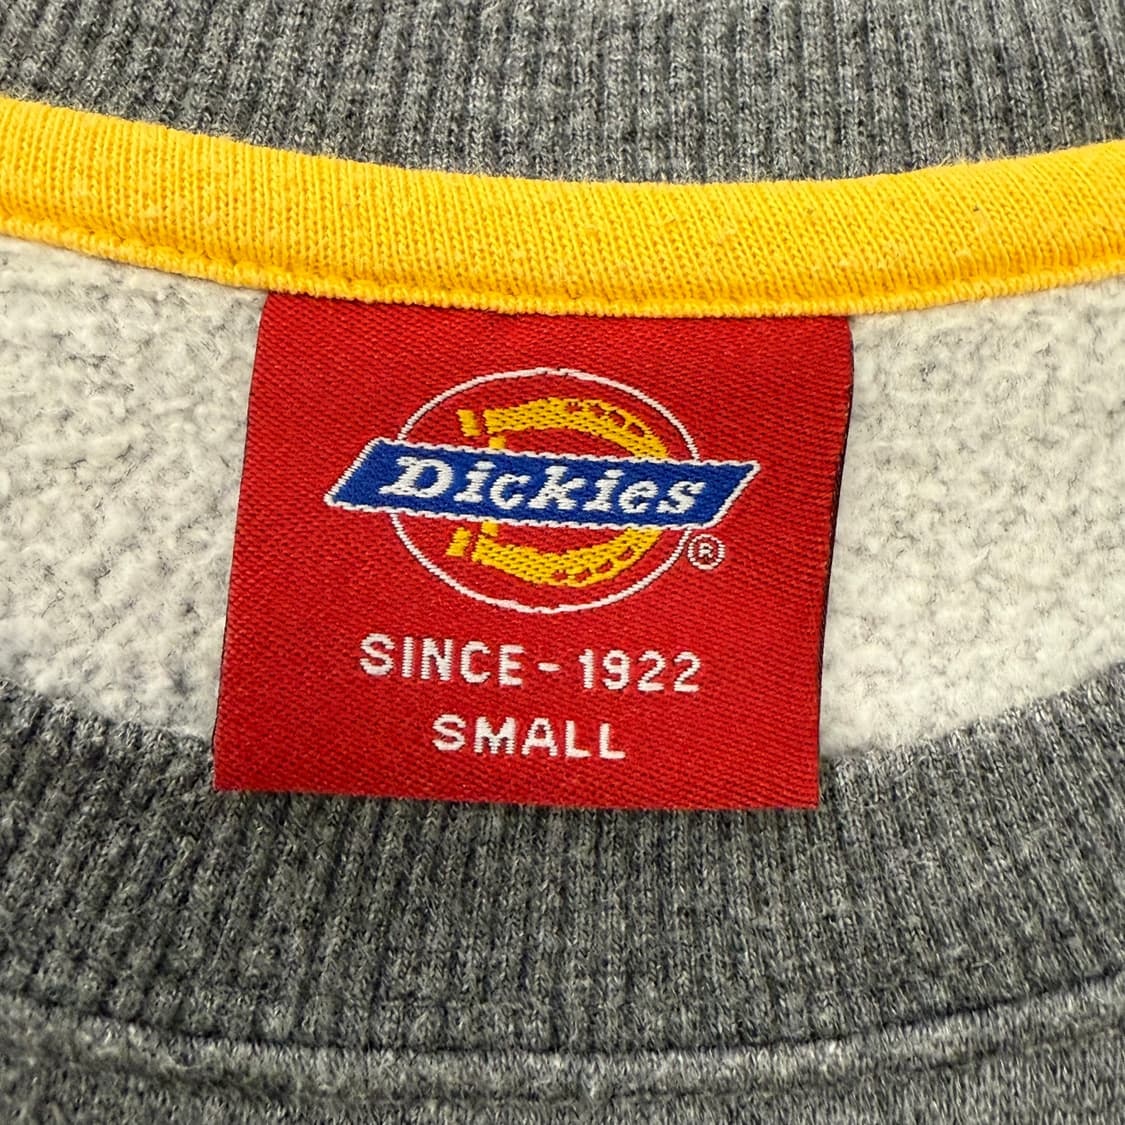 Dickies
®
SINCE - 1922
SMALL